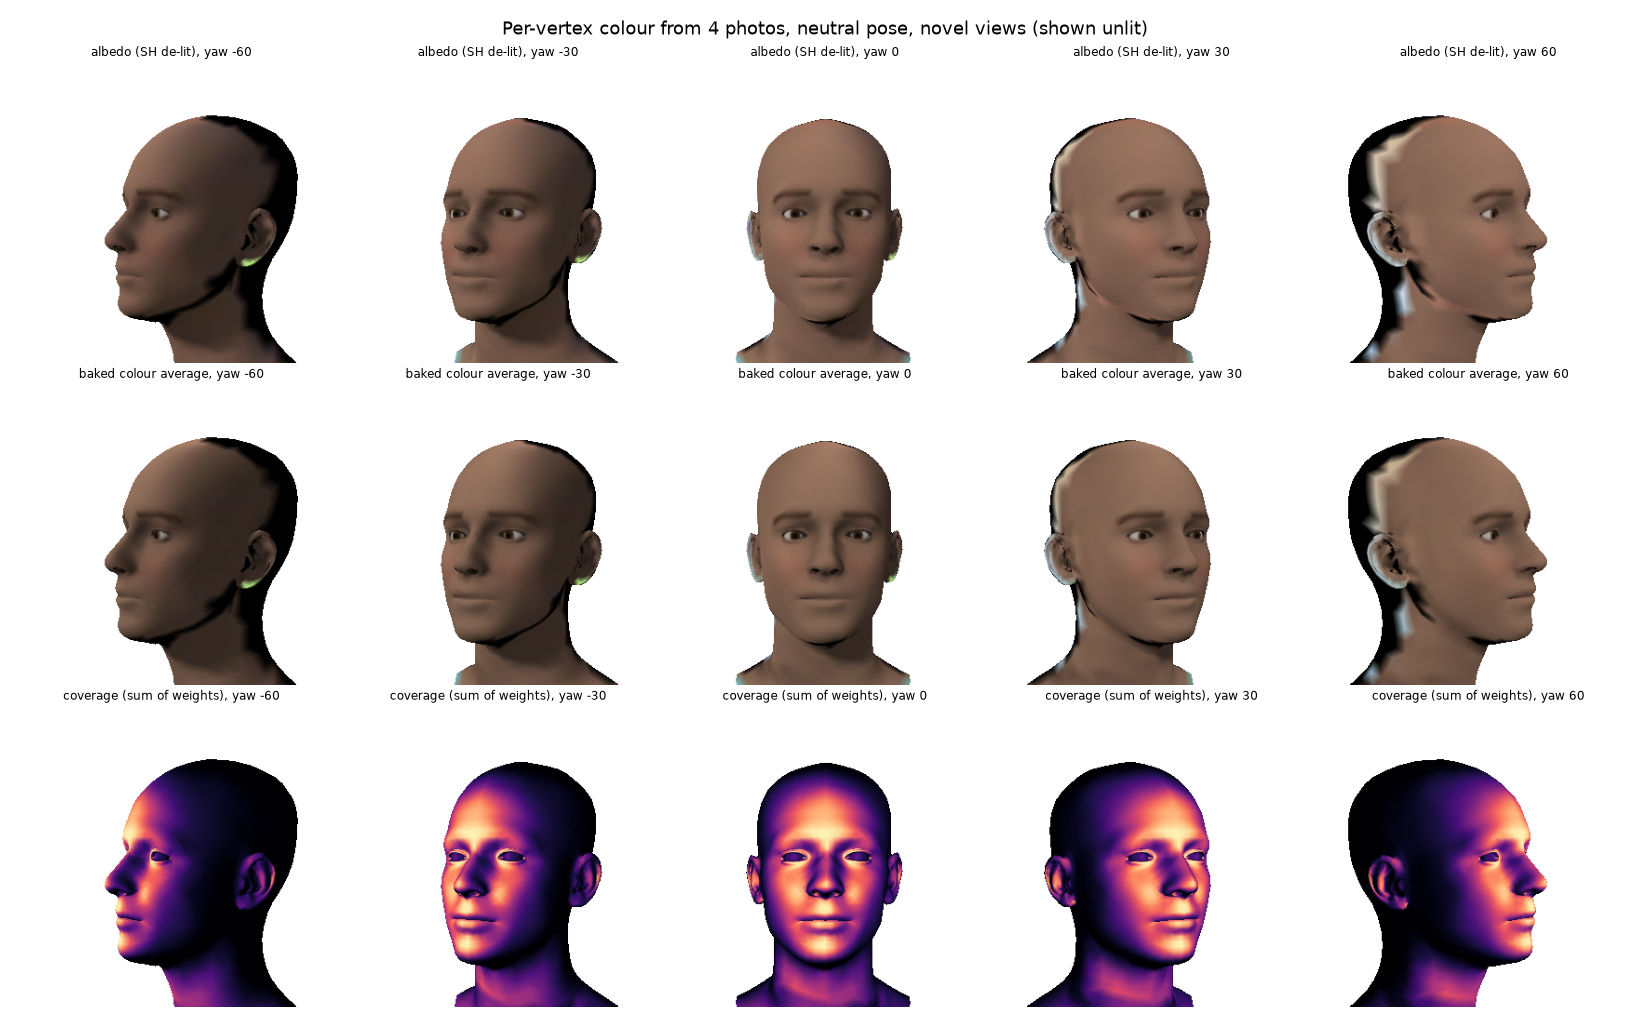 Per-vertex colour from 4 photos, neutral pose, novel views (shown unlit)
albedo (SH de-lit), yaw -60
albedo (SH de-lit), yaw -30
albedo (SH de-lit), yaw 0
albedo (SH de-lit), yaw 30
albedo (SH de-lit), yaw 60
baked colour average, yaw -60
baked colour average, yaw -30
baked colour average, yaw 0
baked colour average, yaw 30
baked colour average, yaw 60
coverage (sum of weights), yaw -60
coverage (sum of weights), yaw -30
coverage (sum of weights), yaw 0
coverage (sum of weights), yaw 30
coverage (sum of weights), yaw 60